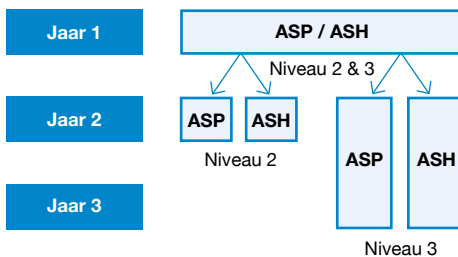 Jaar 1
ASP / ASH
Niveau 2 & 3
Jaar 2
ASP
ASH
Niveau 2
ASP
ASH
Jaar 3
Niveau 3